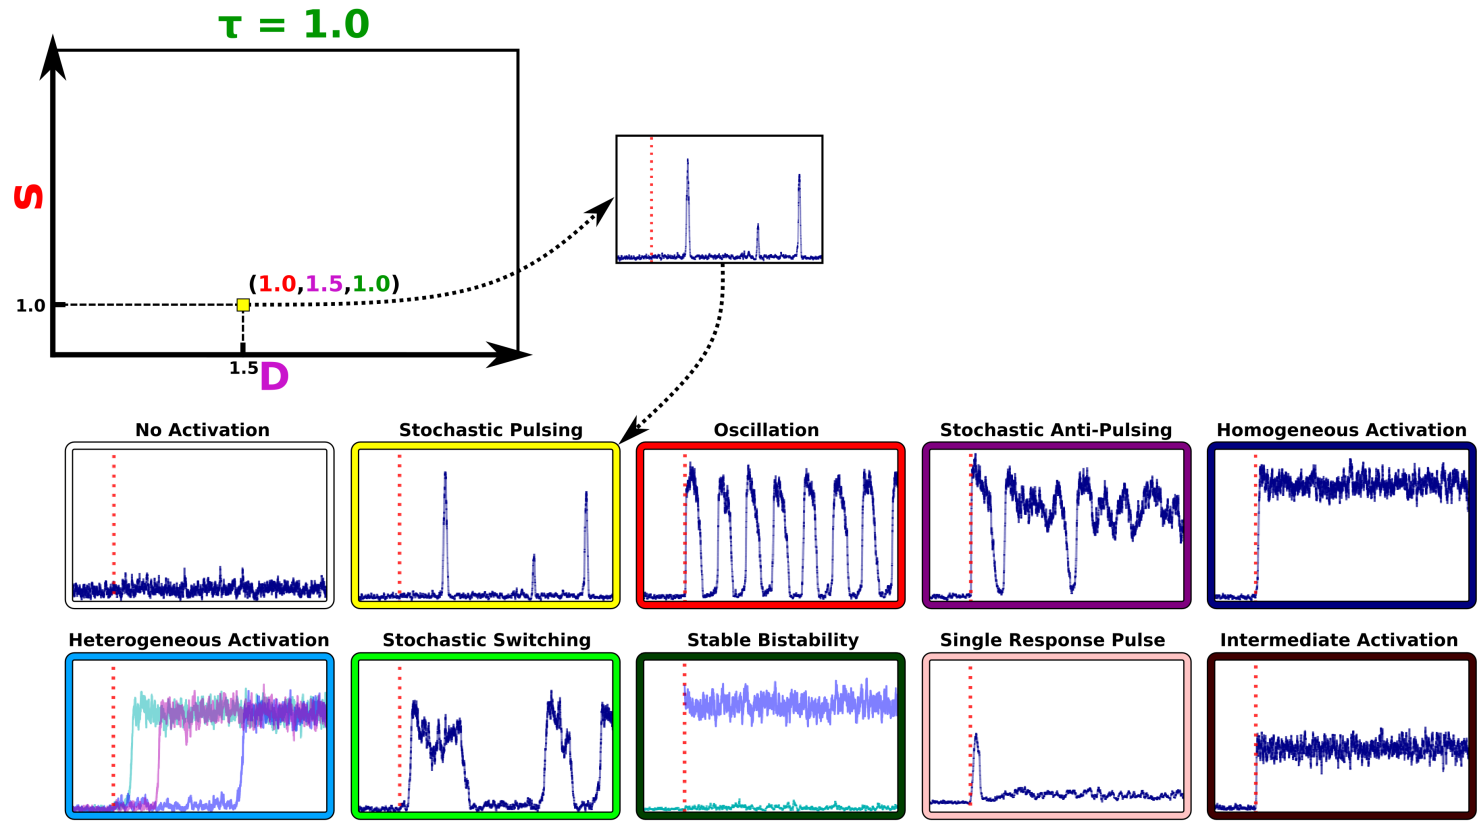 τ = 1.0
S
(1.0,1.5,1.0)
1.0
1.5
D
No Activation
Stochastic Pulsing
Oscillation
Stochastic Anti-Pulsing
Homogeneous Activation
Heterogeneous Activation
Stochastic Switching
Stable Bistability
Single Response Pulse
Intermediate Activation